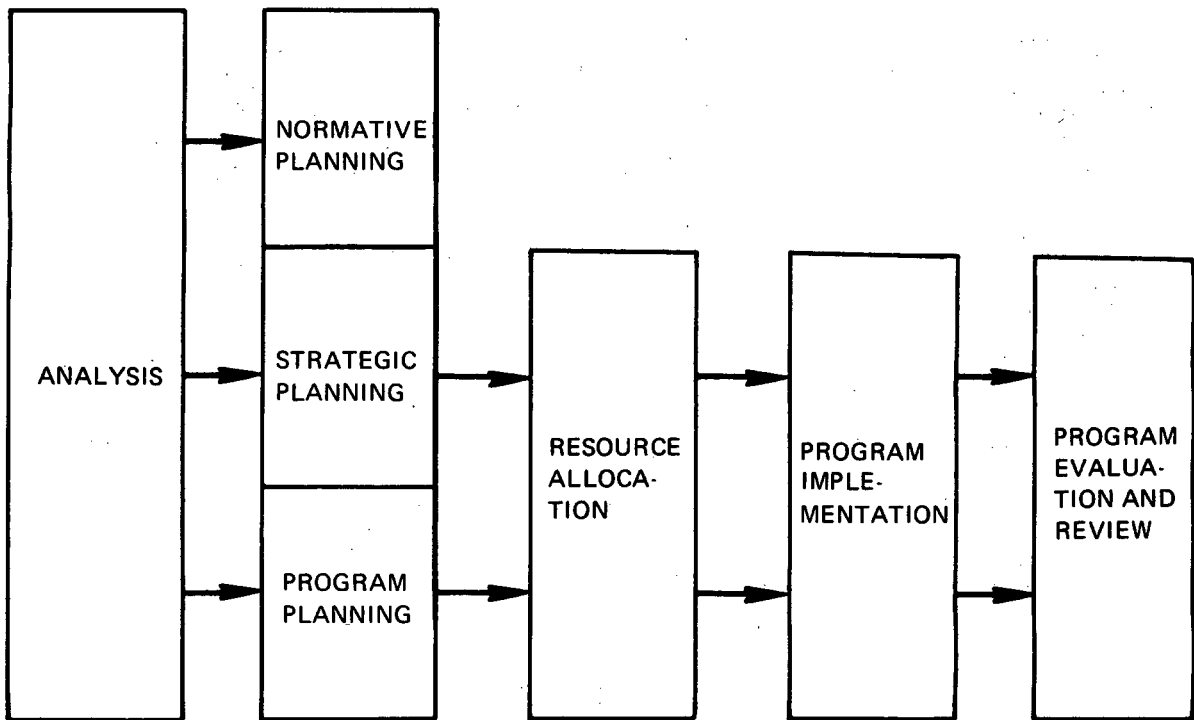 NORMATIVE
PLANNING
ANALYSIS
STRATEGIC
PLANNING
PROGRAM
PLANNING
RESOURCE
ALLOCA-
TION
PROGRAM
IMPLE-
MENTATION
PROGRAM
EVALUA-
TION AND
REVIEW